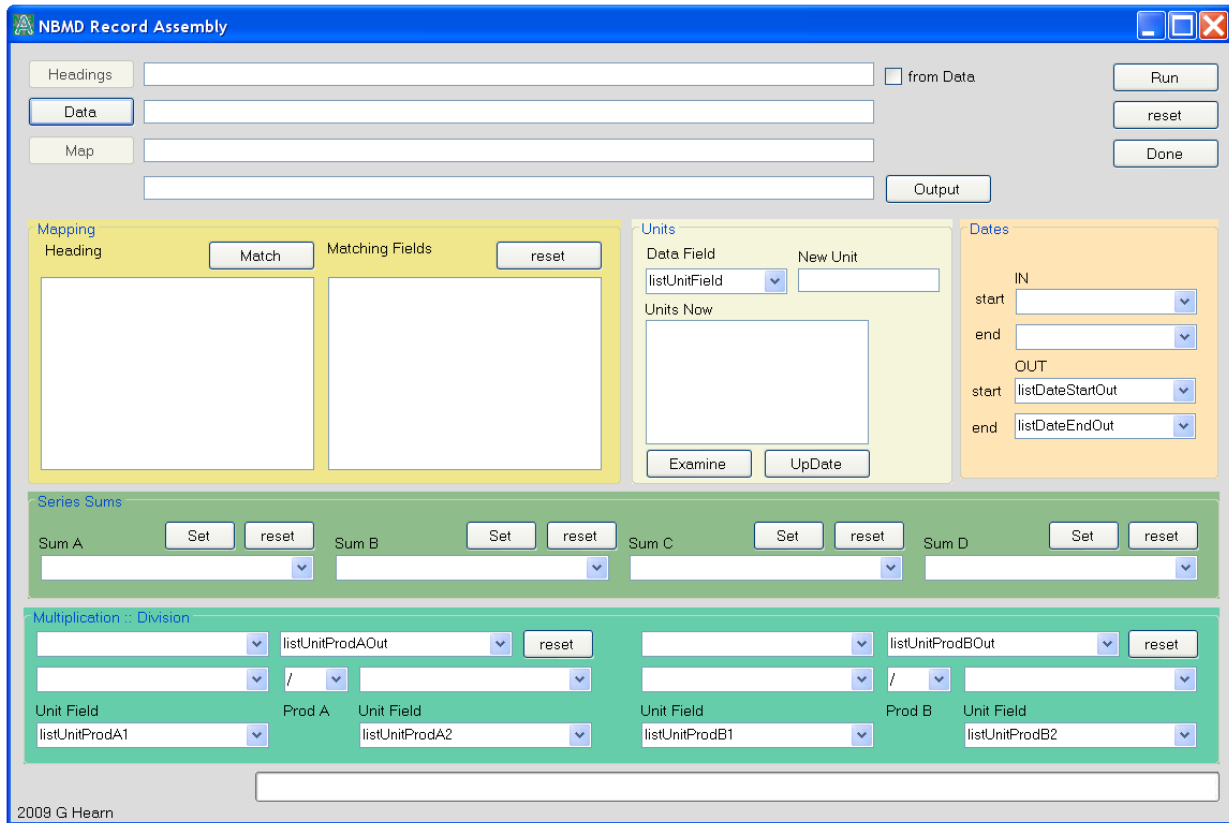 NBMD Record Assembly
Headings from Data Run
Data reset
Map Done
Output
Mapping
Heading Match Matching Fields reset
Units
Data Field New Unit
listUnitField
Units Now
Examine UpDate
Dates
IN
start
end
OUT
start listDateStartOut
end listDateEndOut
Series Sums
Sum A Set reset Sum B Set reset Sum C Set reset Sum D Set reset
Multiplication :: Division
listUnitProdAOut reset listUnitProdBOut reset
/ /
Unit Field Prod A Unit Field Unit Field Prod B Unit Field
listUnitProdA1 listUnitProdA2 listUnitProdB1 listUnitProdB2
2009 G Hearn